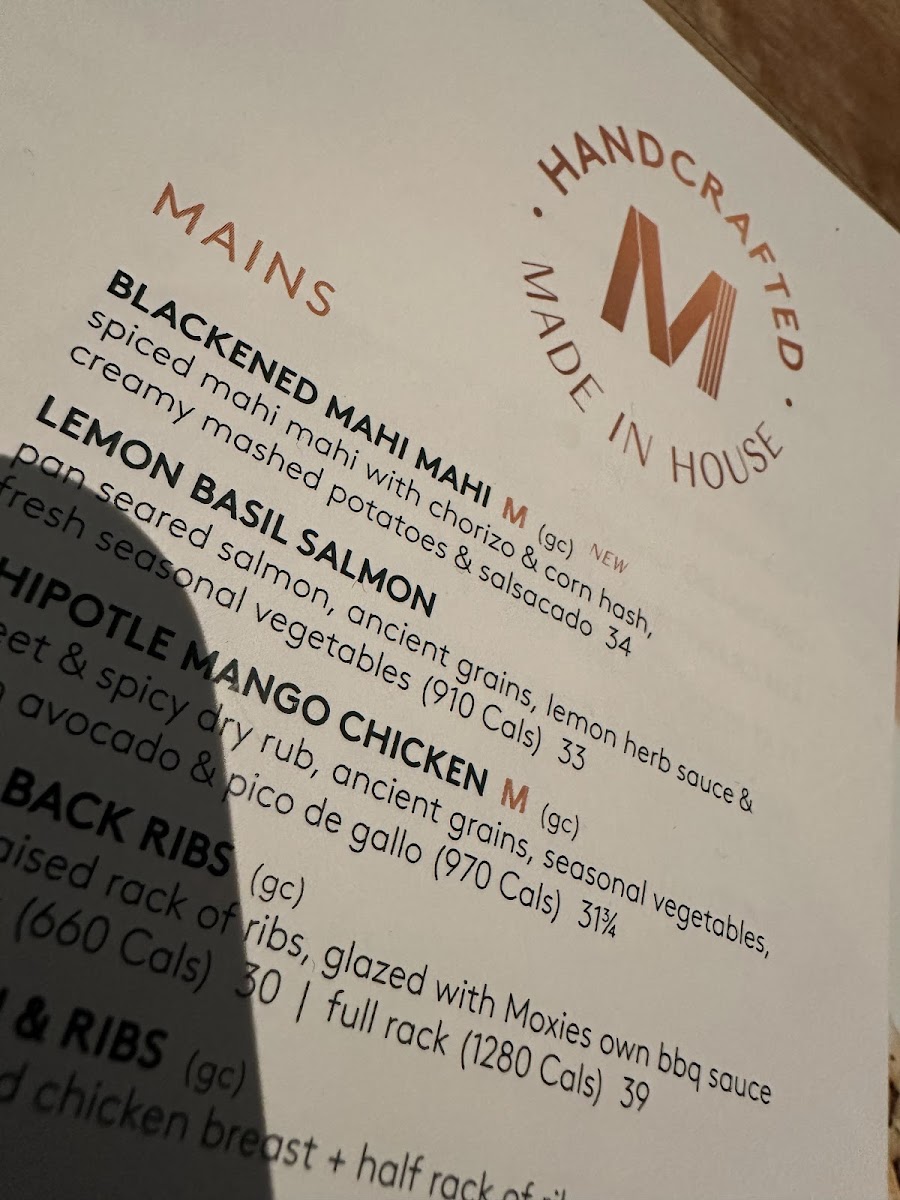 HANDCRAFTED
M
MADE IN HOUSE
MAINS
BLACKENED MAHI MAHI M (gc) NEW
spiced mahi mahi with chorizo & corn hash,
creamy mashed potatoes & salsacado 34
LEMON BASIL SALMON
pan seared salmon, ancient grains, lemon herb sauce &
fresh seasonal vegetables (910 Cals) 33
HIPOTLE MANGO CHICKEN M (gc)
eet & spicy dry rub, ancient grains, seasonal vegetables,
avocado & pico de gallo (970 Cals) 31¾
BACK RIBS (gc)
aised rack of ribs, glazed with Moxies own bbq sauce
(660 Cals) 30 | full rack (1280 Cals) 39
& RIBS (gc)
d chicken breast + half rack of